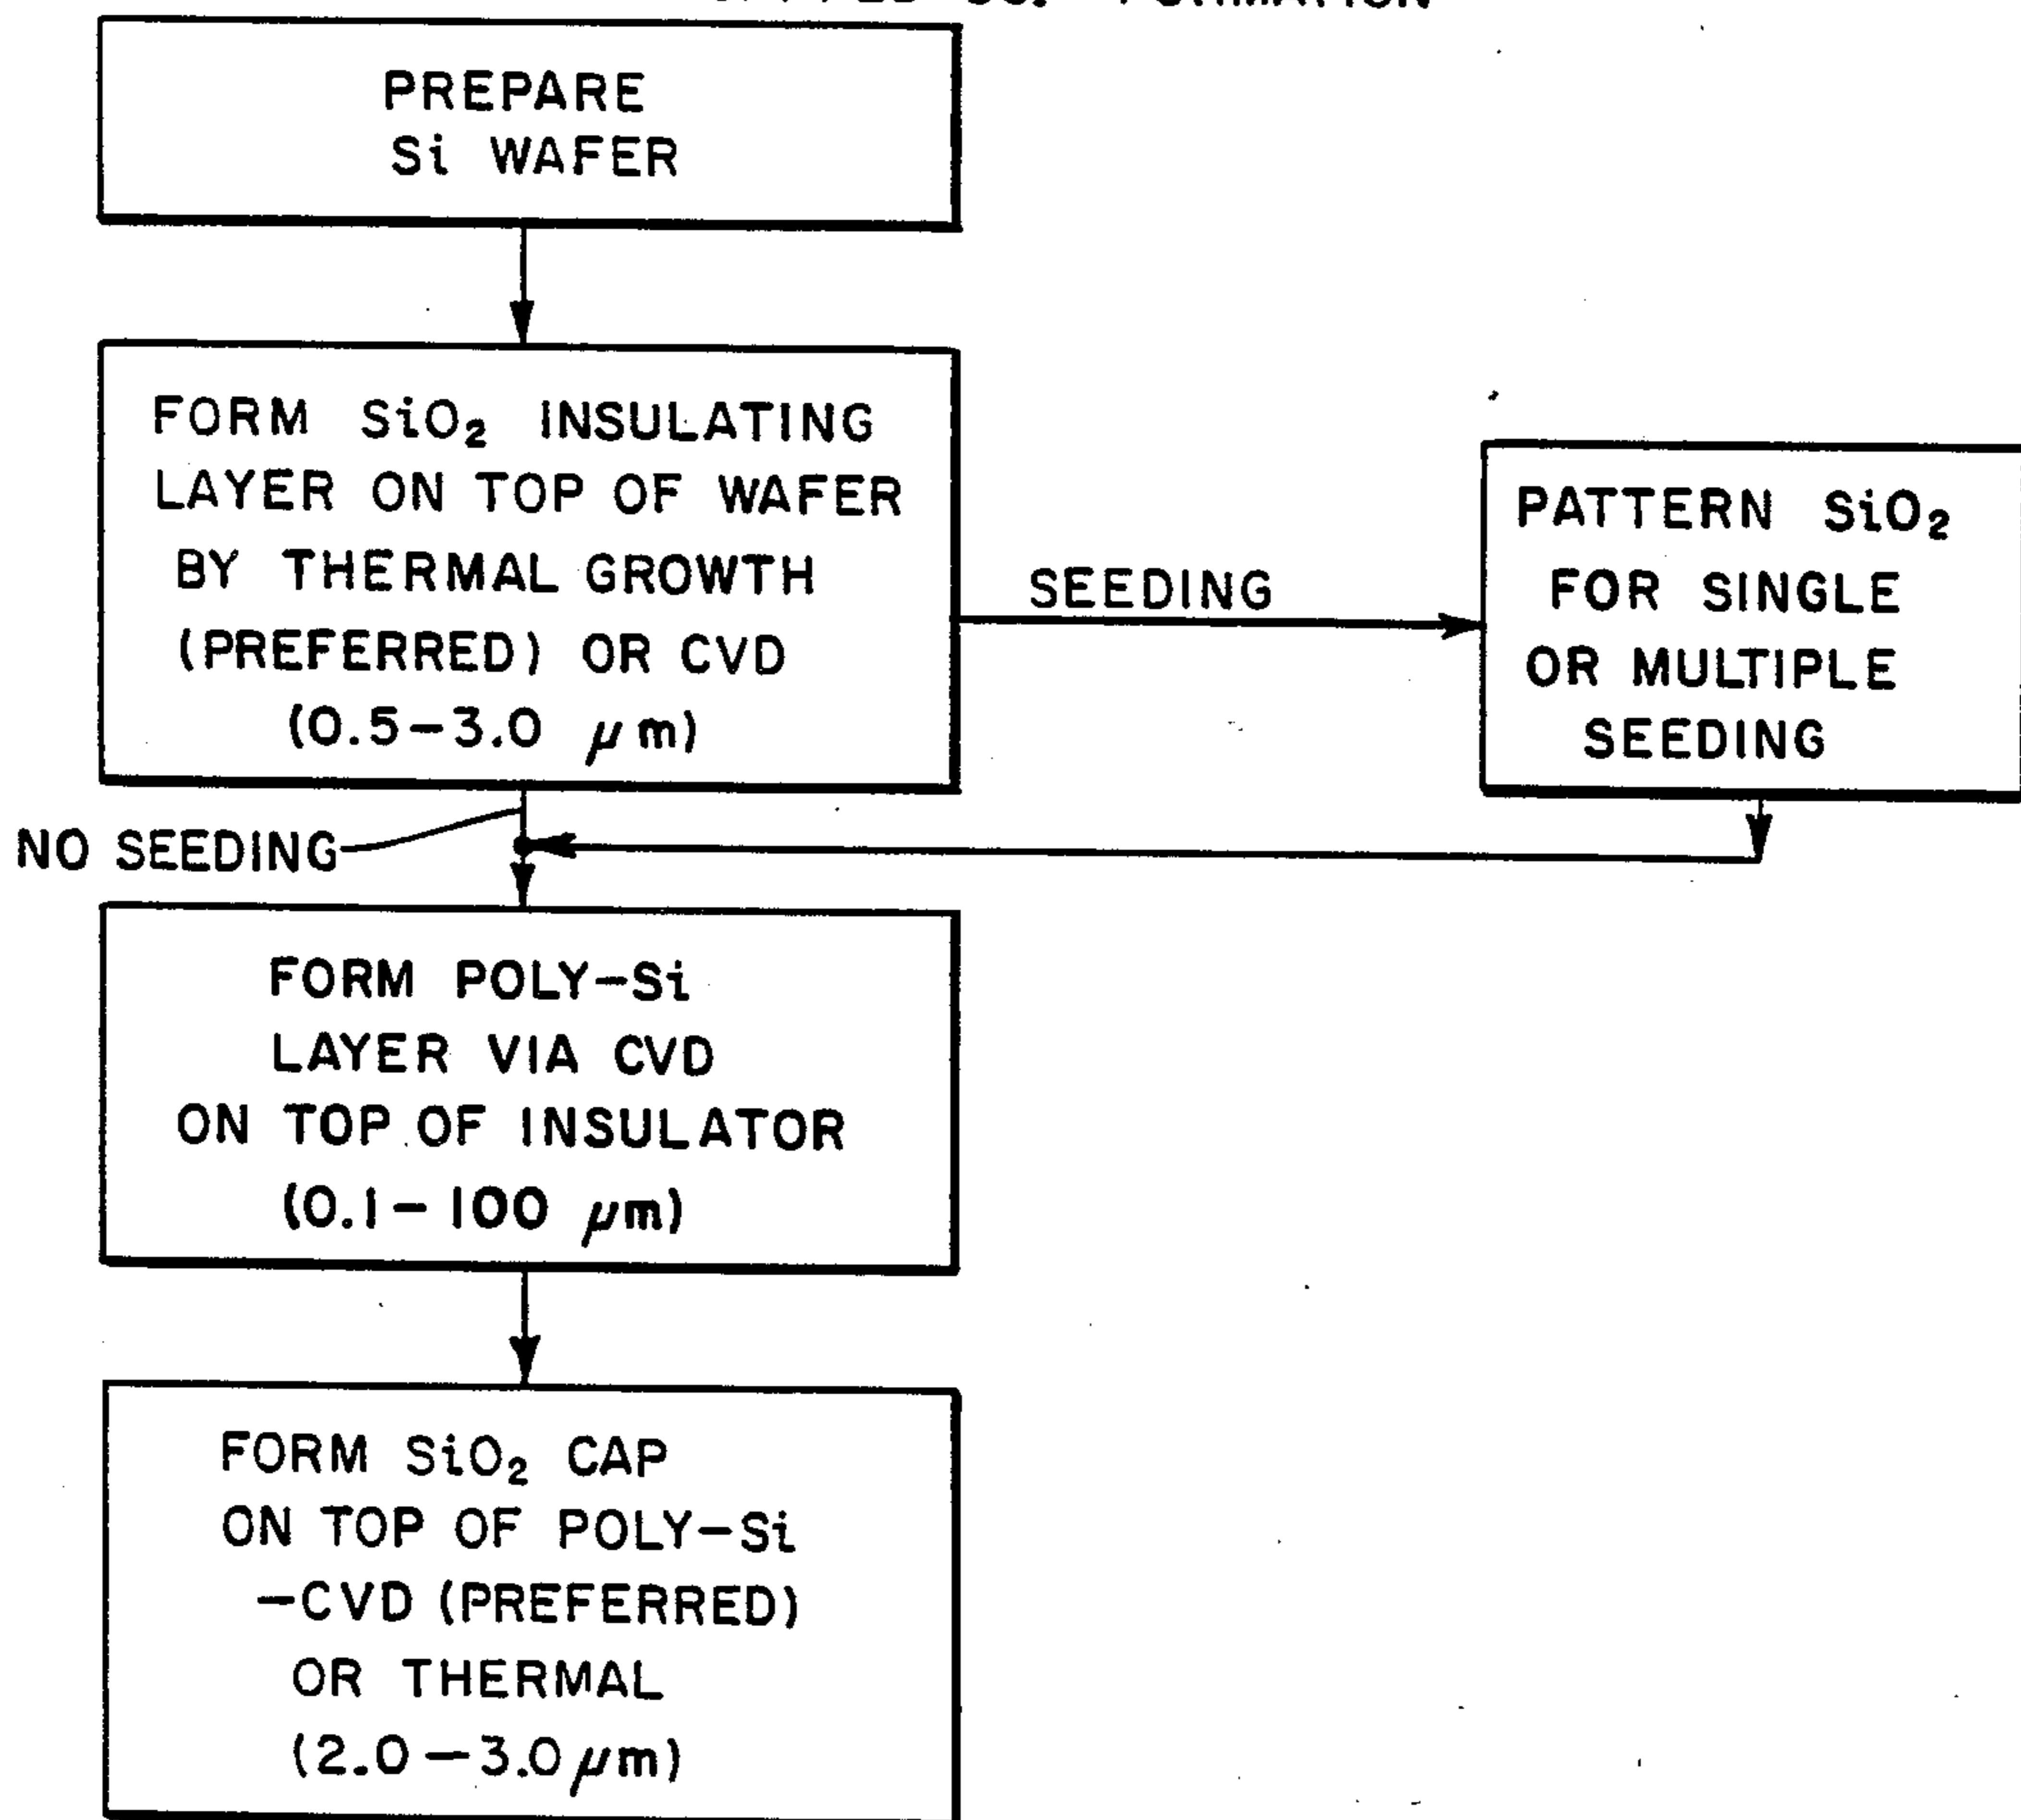 FORMATION
PREPARE
Si WAFER
FORM SiO₂ INSULATING
LAYER ON TOP OF WAFER
BY THERMAL GROWTH
(PREFERRED) OR CVD
(0.5–3.0 μm)
SEEDING
PATTERN SiO₂
FOR SINGLE
OR MULTIPLE
SEEDING
NO SEEDING
FORM POLY–Si
LAYER VIA CVD
ON TOP OF INSULATOR
(0.1– 100 μm)
FORM SiO₂ CAP
ON TOP OF POLY–Si
–CVD (PREFERRED)
OR THERMAL
(2.0–3.0μm)